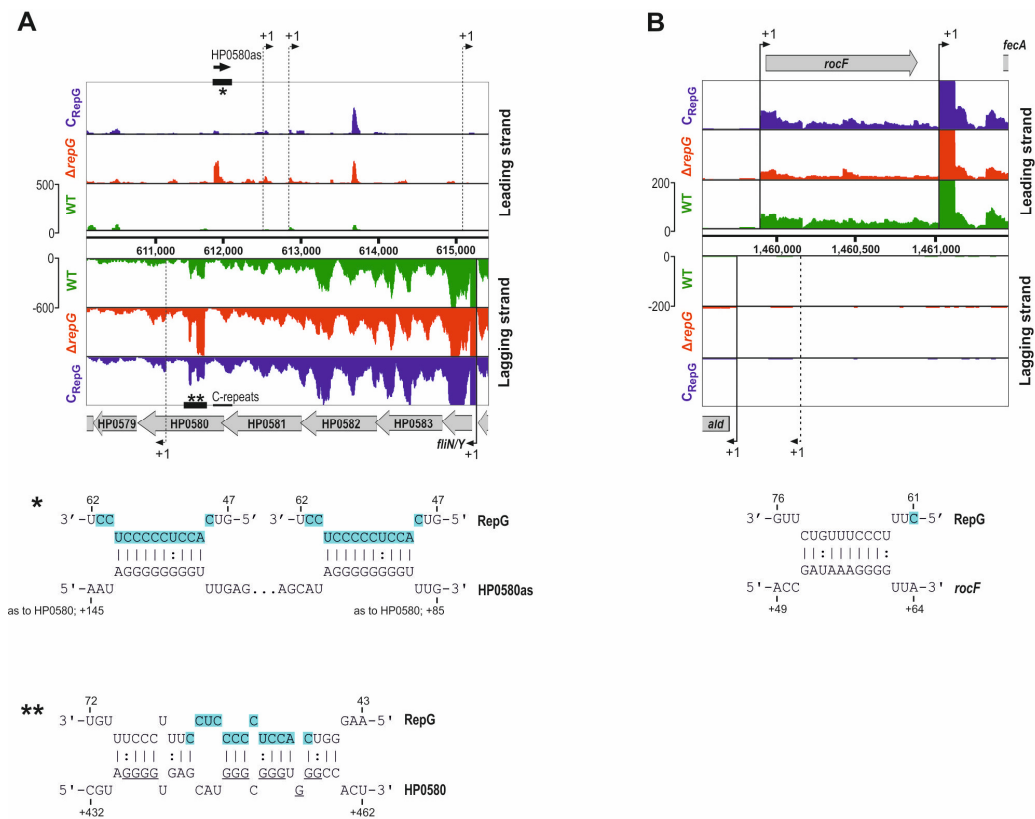 A
B
+1 +1 +1
HP0580as
*
C_RepG
ΔrepG
WT
500
0
Leading strand
611,000 612,000 613,000 614,000 615,000
0
-600
WT
ΔrepG
C_RepG
Lagging strand
** C-repeats
HP0579 HP0580 HP0581 HP0582 HP0583
fliN/Y
+1 +1
+1 +1
rocF
fecA
C_RepG
ΔrepG
WT
200
0
Leading strand
1,460,000 1,460,500 1,461,000
0
-200
WT
ΔrepG
C_RepG
Lagging strand
ald
+1 +1
*
62 47 62 47
3'-UCC CUG-5' 3'-UCC CUG-5' RepG
UCCCCCUCCA UCCCCCUCCA
||||||:||| ||||||:|||
AGGGGGGGGU AGGGGGGGGU
5'-AAU UUGAG...AGCAU UUG-3' HP0580as
as to HP0580; +145 as to HP0580; +85
76 61
3'-GUU UUC-5' RepG
CUGUUUCCCU
||:||||||:
GAUAAAGGGG
5'-ACC UUA-3' rocF
+49 +64
**
72 43
3'-UGU U CUC C GAA-5' RepG
UUCCC UUC CCC UCCA CUGG
|:||| |:| ||| :||| |:||
AGGGG GAG GGG GGGU GGCC
5'-CGU U CAU C G ACU-3' HP0580
+432 +462